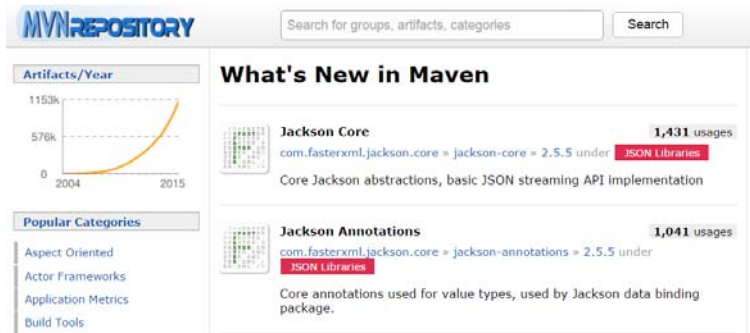 MVNREPOSITORY
Search for groups, artifacts, categories
Search
Artifacts/Year
1153k
576k
0
2004
2015
Popular Categories
Aspect Oriented
Actor Frameworks
Application Metrics
Build Tools
What's New in Maven
Jackson Core
1,431 usages
com.fasterxml.jackson.core » jackson-core » 2.5.5 under JSON Libraries
Core Jackson abstractions, basic JSON streaming API implementation
Jackson Annotations
1,041 usages
com.fasterxml.jackson.core » jackson-annotations » 2.5.5 under
JSON Libraries
Core annotations used for value types, used by Jackson data binding
package.